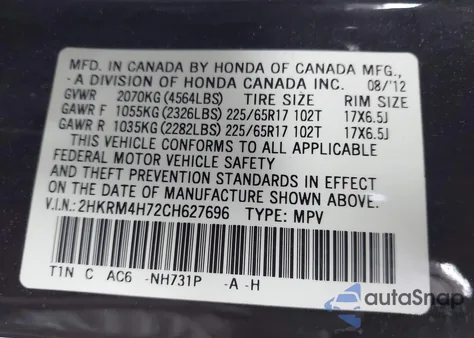 MFD. IN CANADA BY HONDA OF CANADA MFG.,
-A DIVISION OF HONDA CANADA INC. 08/'12
GVWR 2070KG (4564LBS) TIRE SIZE RIM SIZE
GAWR F 1055KG (2326LBS) 225/65R17 102T 17X6.5J
GAWR R 1035KG (2282LBS) 225/65R17 102T 17X6.5J
THIS VEHICLE CONFORMS TO ALL APPLICABLE
FEDERAL MOTOR VEHICLE SAFETY
AND THEFT PREVENTION STANDARDS IN EFFECT
ON THE DATE OF MANUFACTURE SHOWN ABOVE.
V.I.N.: 2HKRM4H72CH627696 TYPE: MPV
T1N C AC6 -NH731P -A -H
autoSnap